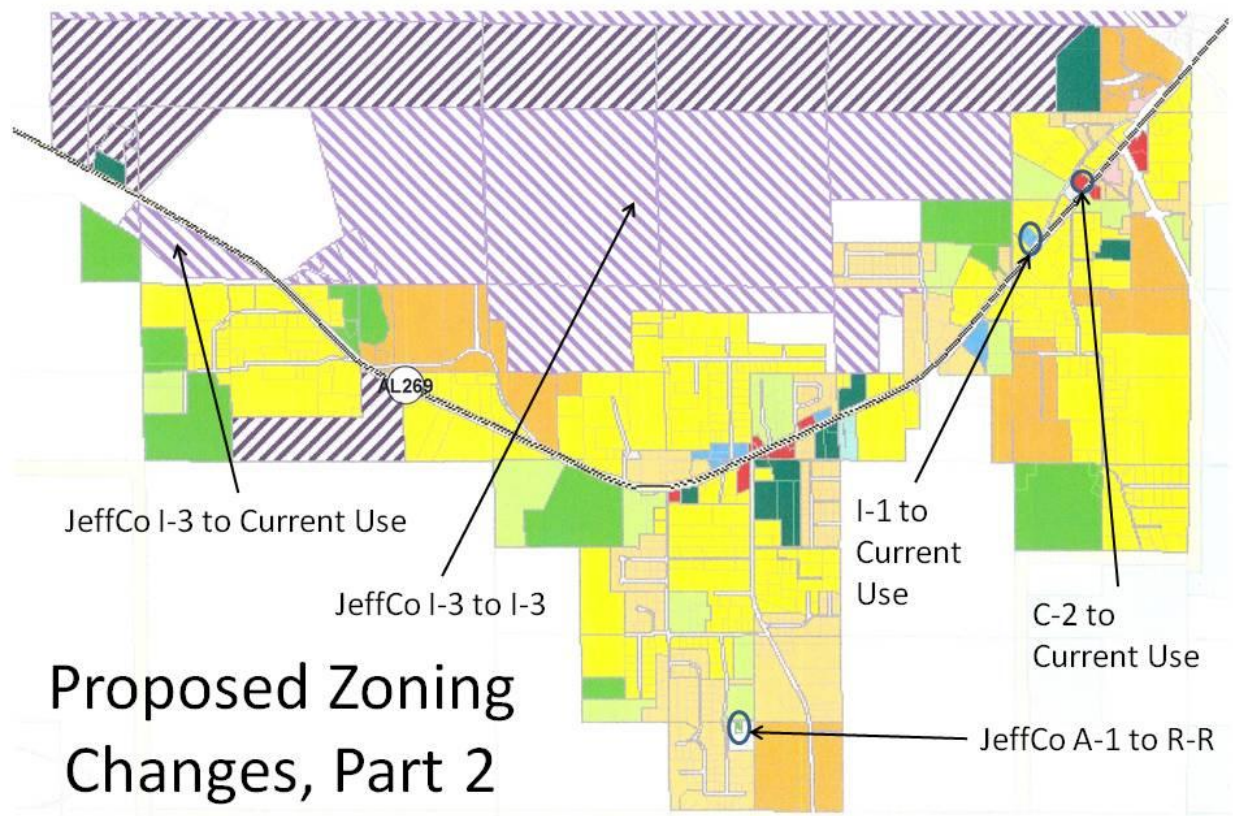 AL269
JeffCo I-3 to Current Use
JeffCo I-3 to I-3
I-1 to
Current
Use
C-2 to
Current Use
JeffCo A-1 to R-R
Proposed Zoning
Changes, Part 2